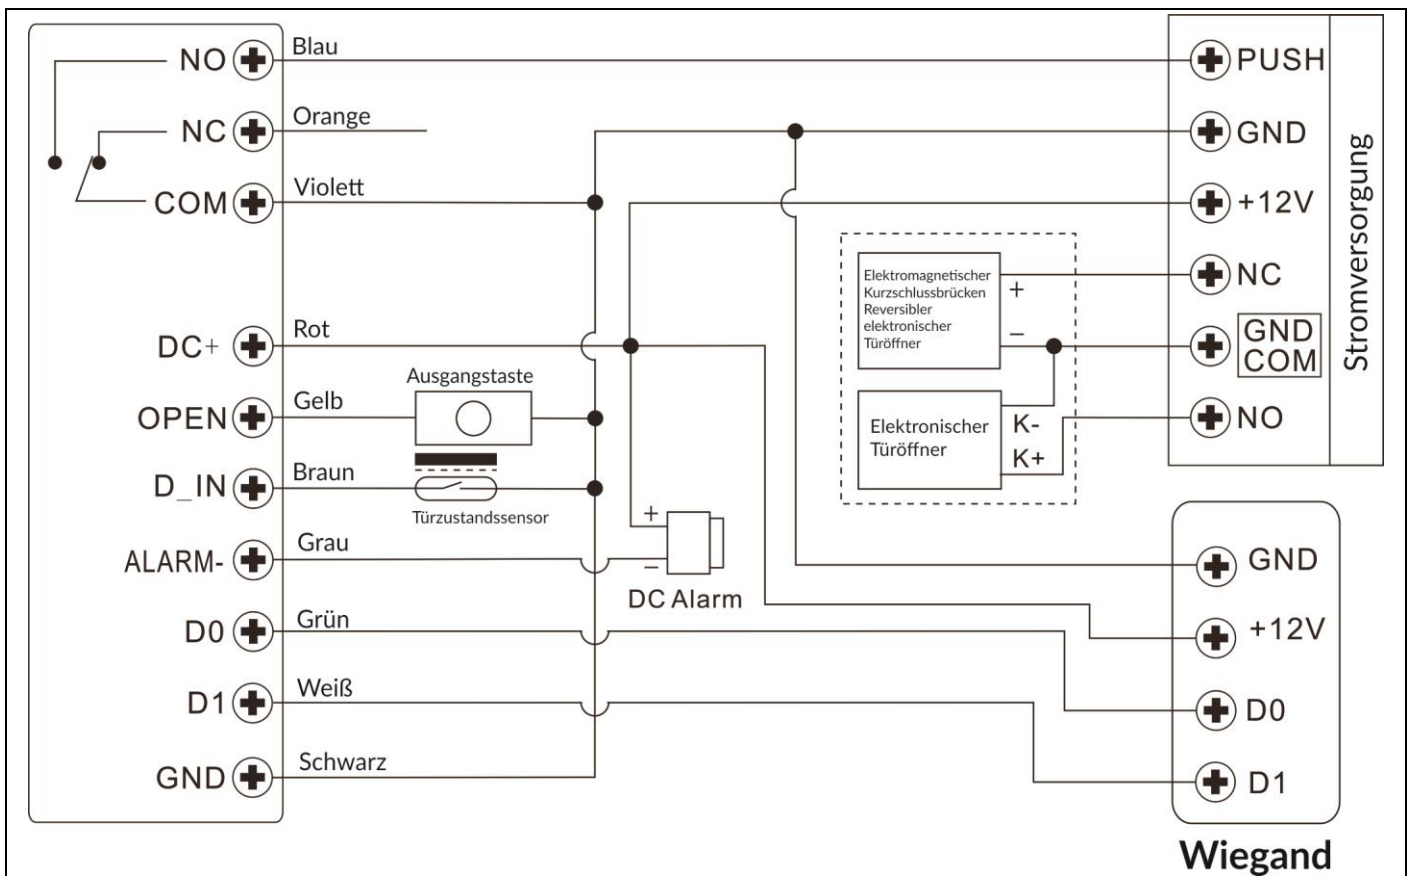 NO Blau
NC Orange
COM Violett
DC+ Rot
OPEN Gelb
D_IN Braun
ALARM- Grau
D0 Grün
D1 Weiß
GND Schwarz
Ausgangstaste
Türzustandssensor
+
−
DC Alarm
Elektromagnetischer
Kurzschlussbrücken
Reversibler
elektronischer
Türöffner
+
−
Elektronischer
Türöffner
K-
K+
PUSH
GND
+12V
NC
GND
COM
NO
Stromversorgung
GND
+12V
D0
D1
Wiegand